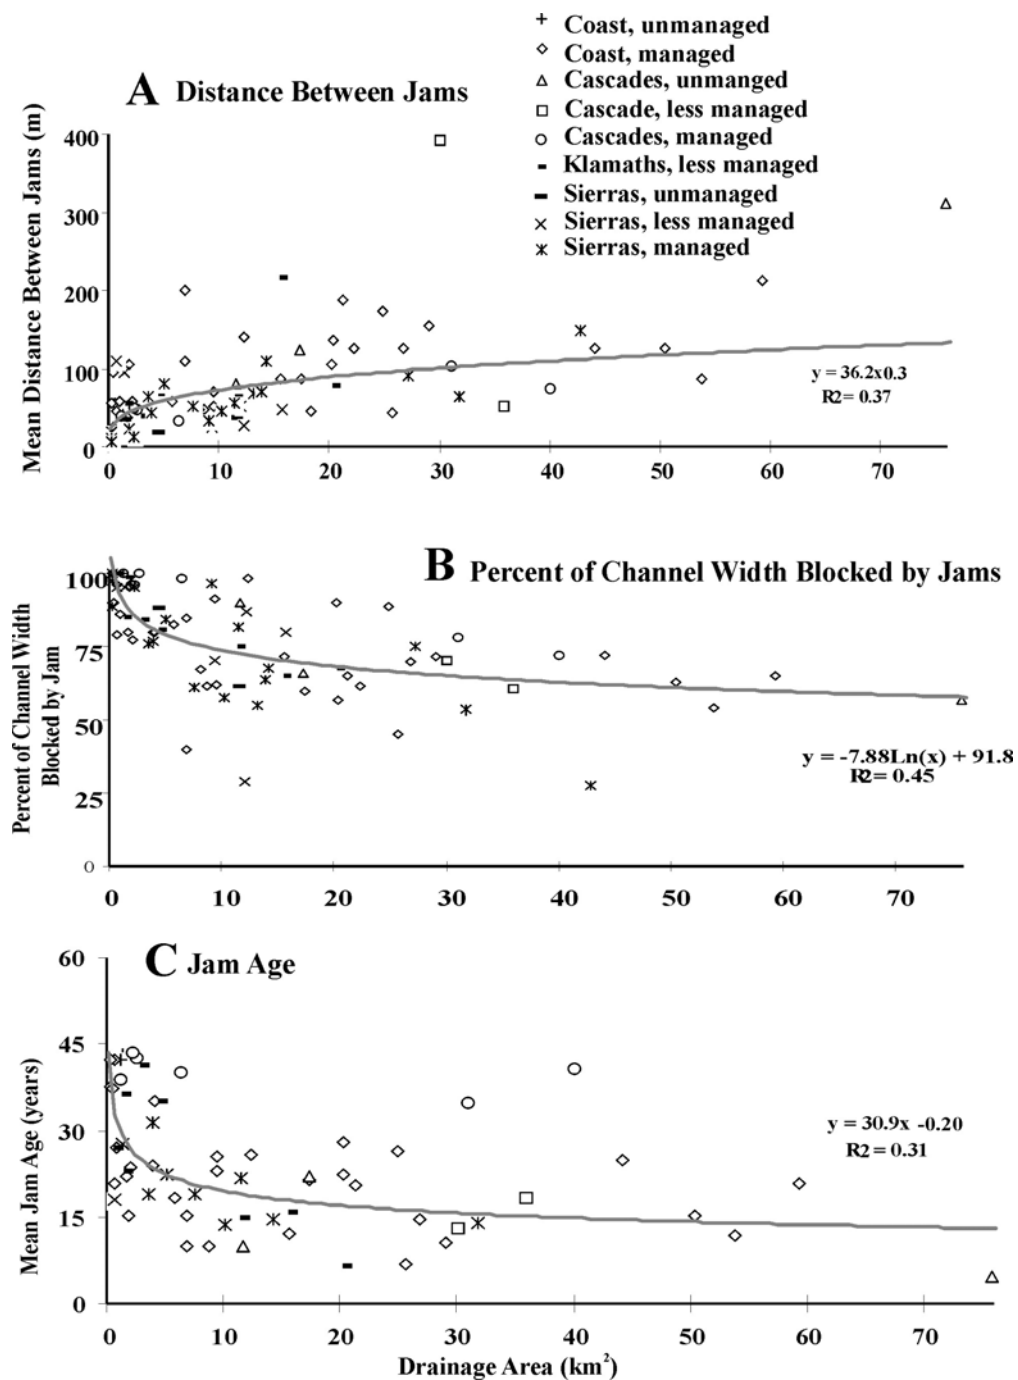 Coast, unmanaged
Coast, managed
Cascades, unmanged
Cascade, less managed
Cascades, managed
Klamaths, less managed
Sierras, unmanaged
Sierras, less managed
Sierras, managed
A Distance Between Jams
Mean Distance Between Jams (m)
400
300
200
100
0
y = 36.2x0.3
R2 = 0.37
0 10 20 30 40 50 60 70
B Percent of Channel Width Blocked by Jams
Percent of Channel Width
Blocked by Jam
100
75
50
25
0
y = -7.88Ln(x) + 91.8
R2 = 0.45
0 10 20 30 40 50 60 70
C Jam Age
Mean Jam Age (years)
60
45
30
15
0
y = 30.9x -0.20
R2 = 0.31
0 10 20 30 40 50 60 70
Drainage Area (km²)